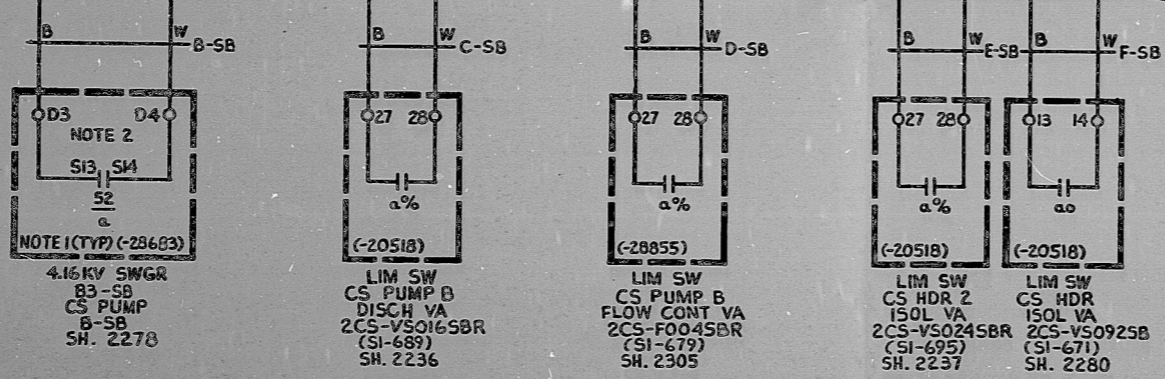 B W B-SB
D3 D4
NOTE 2
S13 S14
52
a
NOTE 1(TYP) (-28683)
4.16KV SWGR
B3-SB
CS PUMP
B-SB
SH. 2278
B W C-SB
27 28
a%
(-20518)
LIM SW
CS PUMP B
DISCH VA
2CS-VS016SBR
(SI-689)
SH. 2236
B W D-SB
27 28
a%
(-28855)
LIM SW
CS PUMP B
FLOW CONT VA
2CS-F004SBR
(SI-679)
SH. 2305
B W E-SB
27 28
a%
(-20518)
LIM SW
CS HDR 2
ISOL VA
2CS-VS024SBR
(SI-695)
SH. 2237
B W F-SB
13 14
ao
(-20518)
LIM SW
CS HDR
ISOL VA
2CS-VS092SB
(SI-671)
SH. 2280